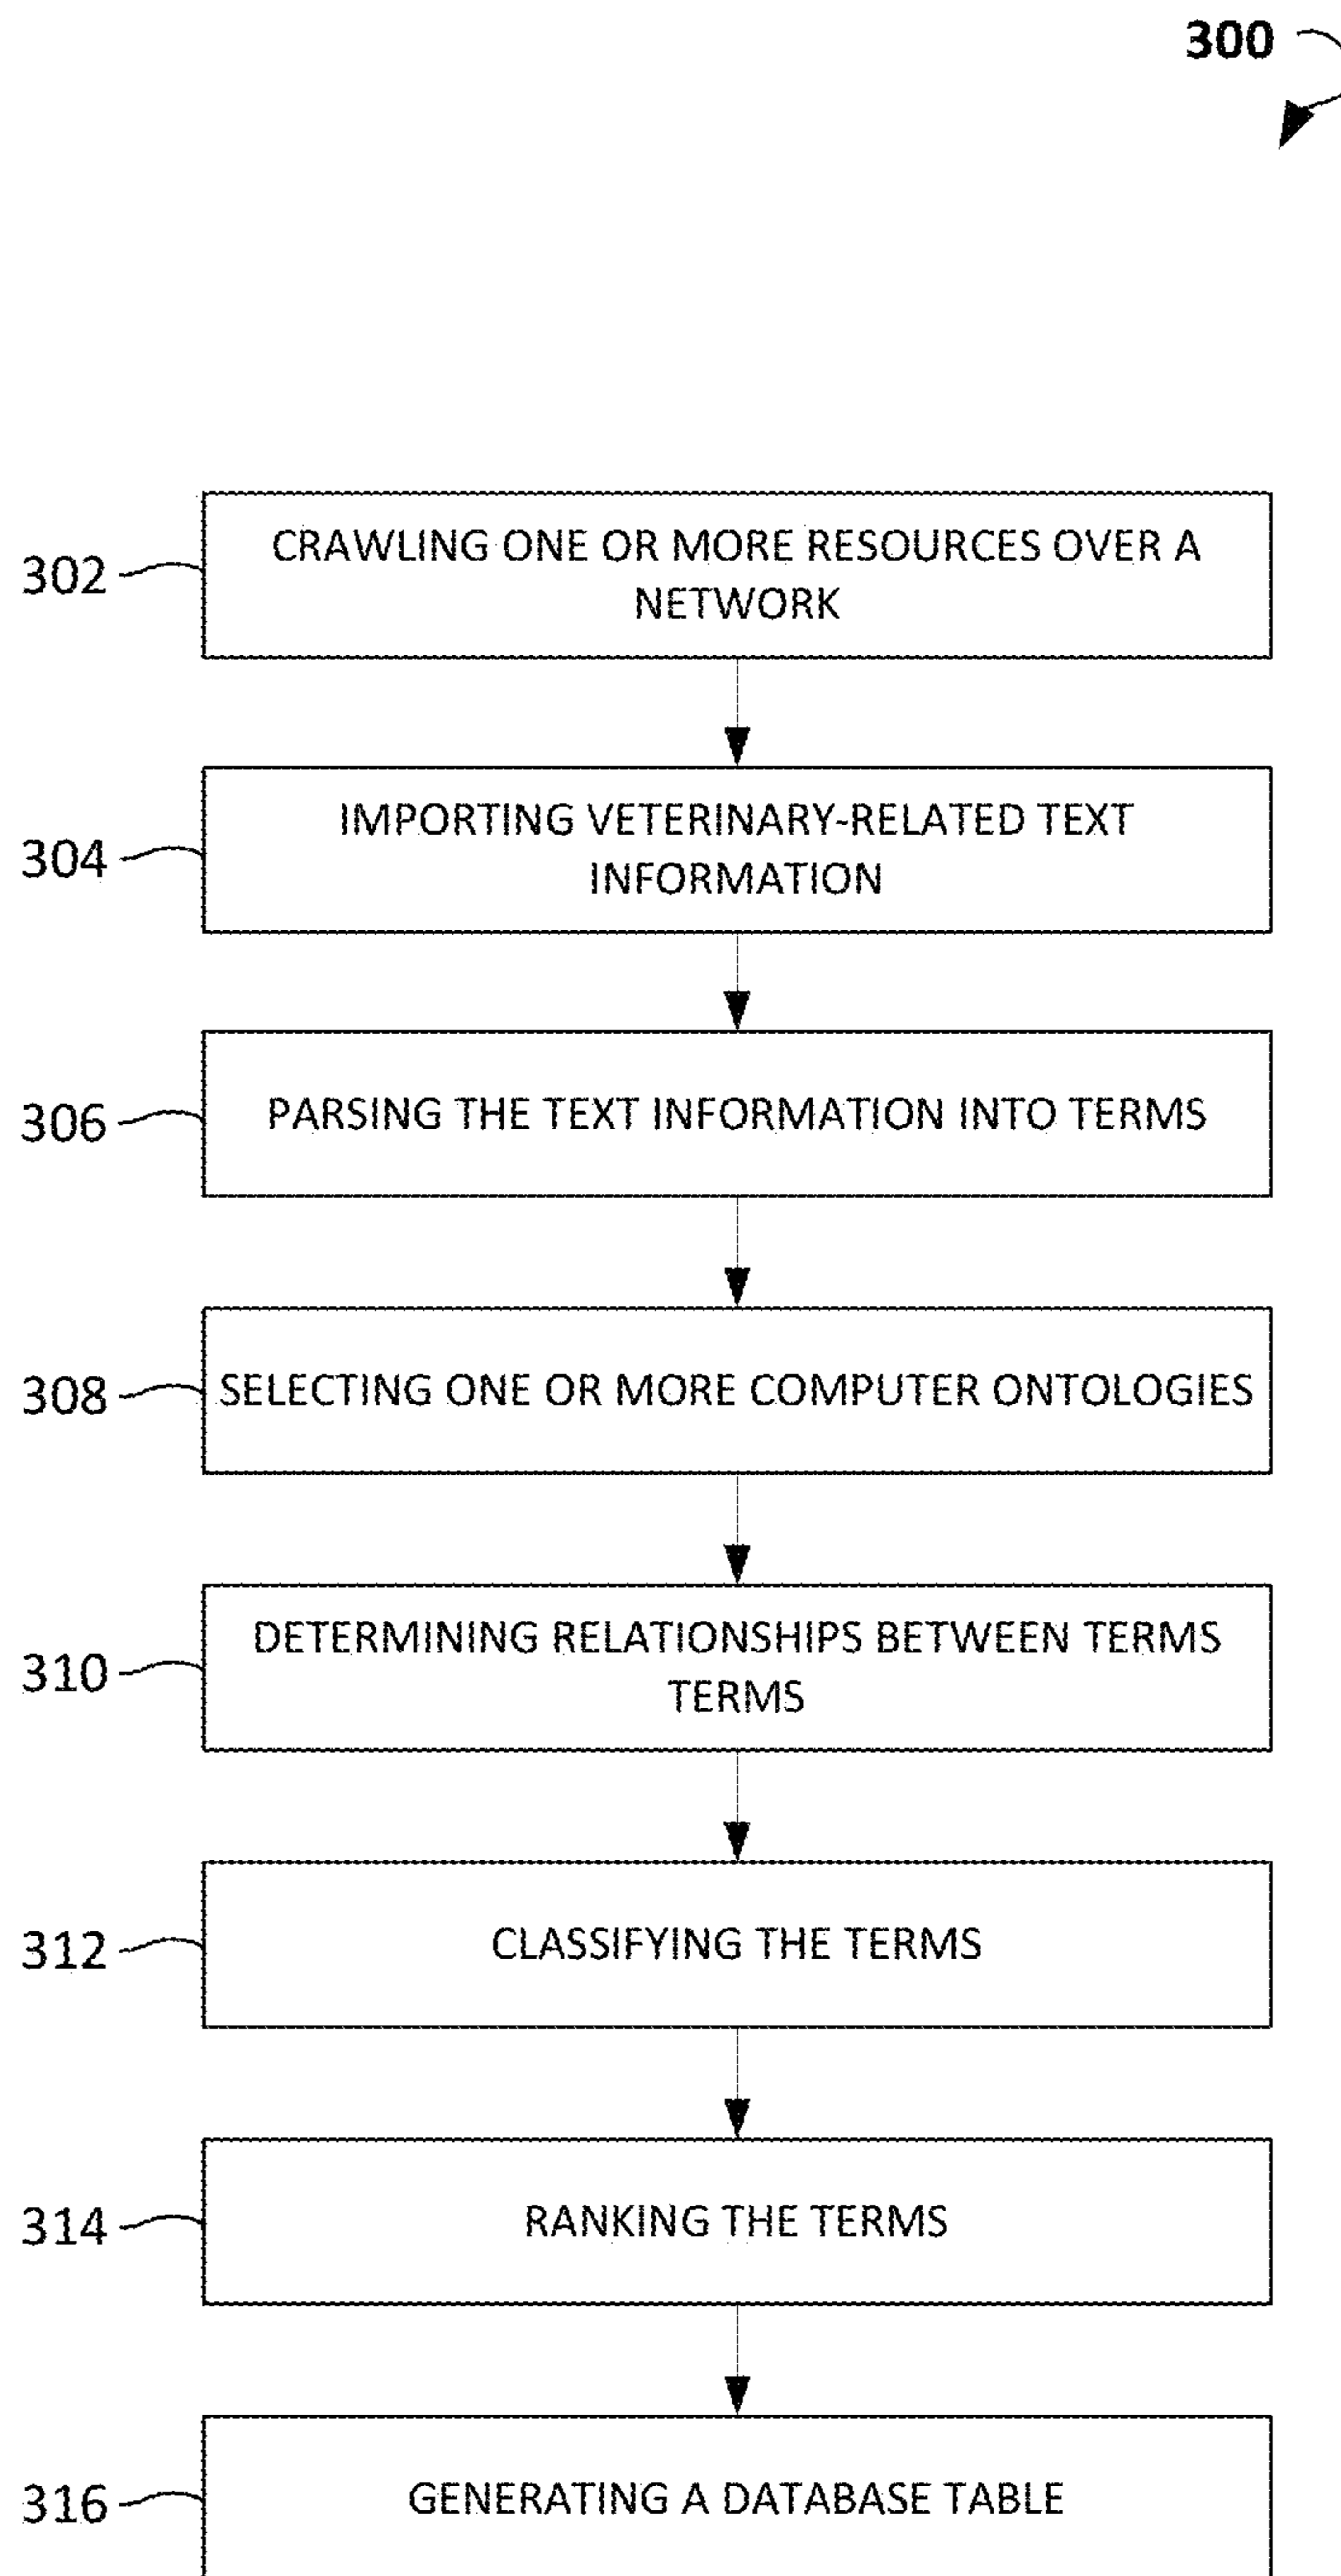 300
302
CRAWLING ONE OR MORE RESOURCES OVER A
NETWORK
304
IMPORTING VETERINARY-RELATED TEXT
INFORMATION
306
PARSING THE TEXT INFORMATION INTO TERMS
308
SELECTING ONE OR MORE COMPUTER ONTOLOGIES
310
DETERMINING RELATIONSHIPS BETWEEN TERMS
TERMS
312
CLASSIFYING THE TERMS
314
RANKING THE TERMS
316
GENERATING A DATABASE TABLE